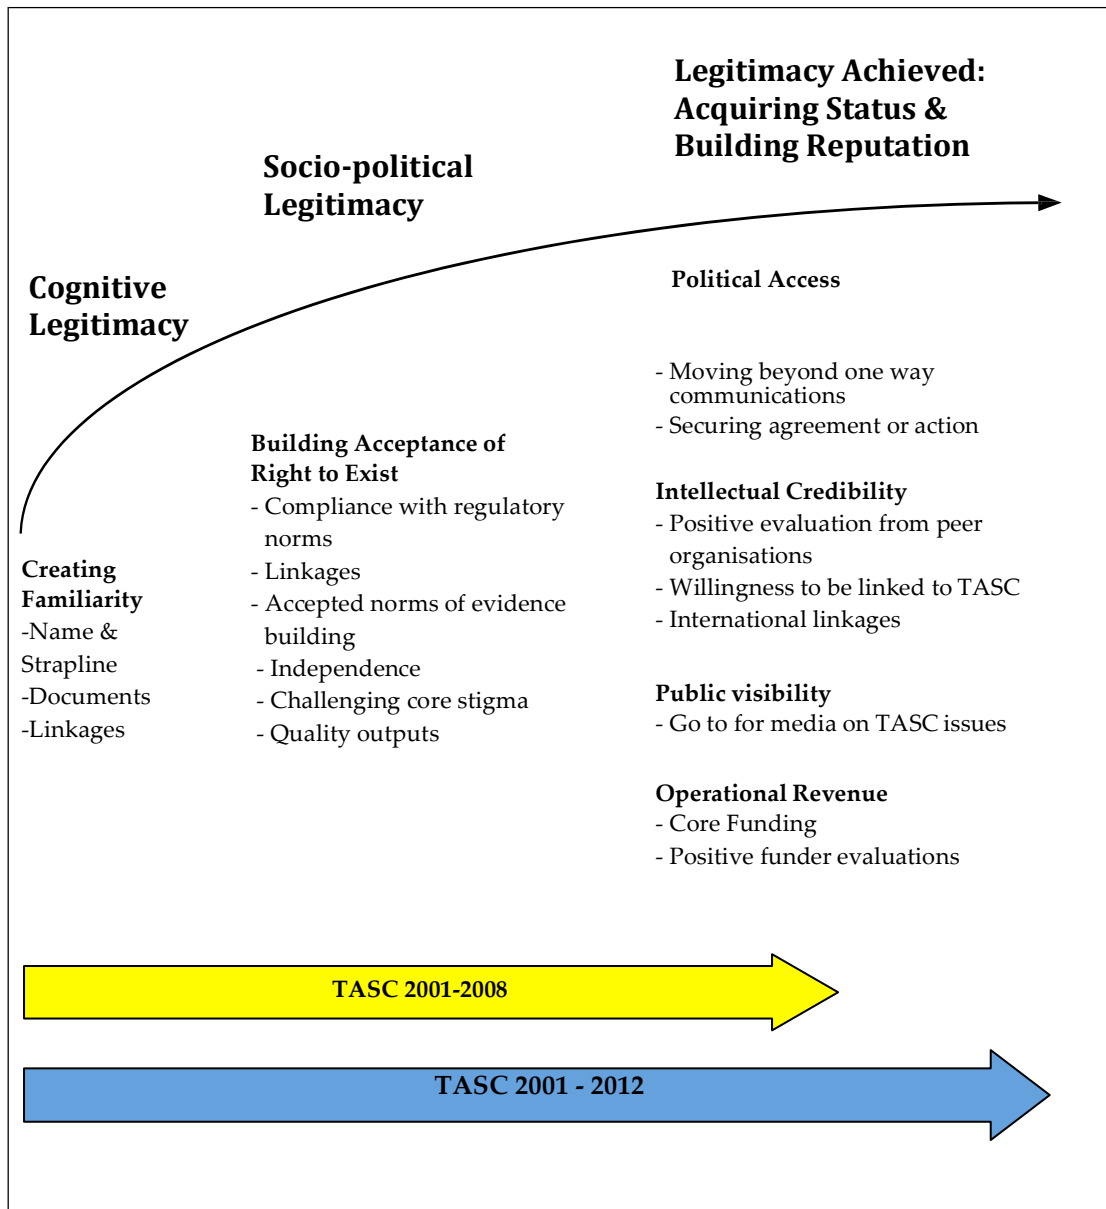 Legitimacy Achieved:
Acquiring Status &
Building Reputation
Socio-political
Legitimacy
Cognitive
Legitimacy
Creating
Familiarity
-Name &
Strapline
-Documents
-Linkages
Building Acceptance of
Right to Exist
- Compliance with regulatory
norms
- Linkages
- Accepted norms of evidence
building
- Independence
- Challenging core stigma
- Quality outputs
Political Access
- Moving beyond one way
communications
- Securing agreement or action
Intellectual Credibility
- Positive evaluation from peer
organisations
- Willingness to be linked to TASC
- International linkages
Public visibility
- Go to for media on TASC issues
Operational Revenue
- Core Funding
- Positive funder evaluations
TASC 2001-2008
TASC 2001 - 2012